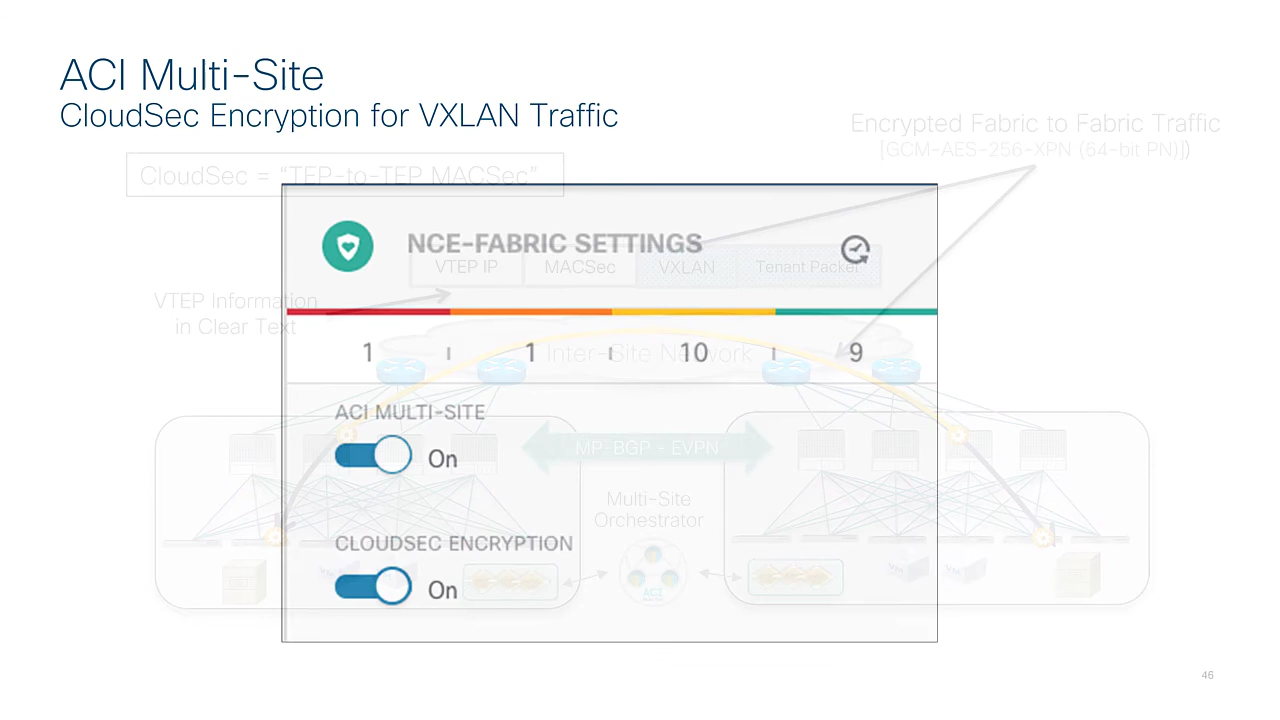 ACI Multi-Site
CloudSec Encryption for VXLAN Traffic
Encrypted Fabric to Fabric Traffic
[GCM-AES-256-XPN (64-bit PN)])
CloudSec = “TEP-to-TEP MACSec”
NCE-FABRIC SETTINGS
VTEP IP
MACSec
VXLAN
Tenant Packet
VTEP Information
in Clear Text
1
1
10
9
Inter-Site Network
ACI MULTI-SITE
On
MP-BGP - EVPN
Multi-Site
Orchestrator
CLOUDSEC ENCRYPTION
On
VM
VM
ACI
46